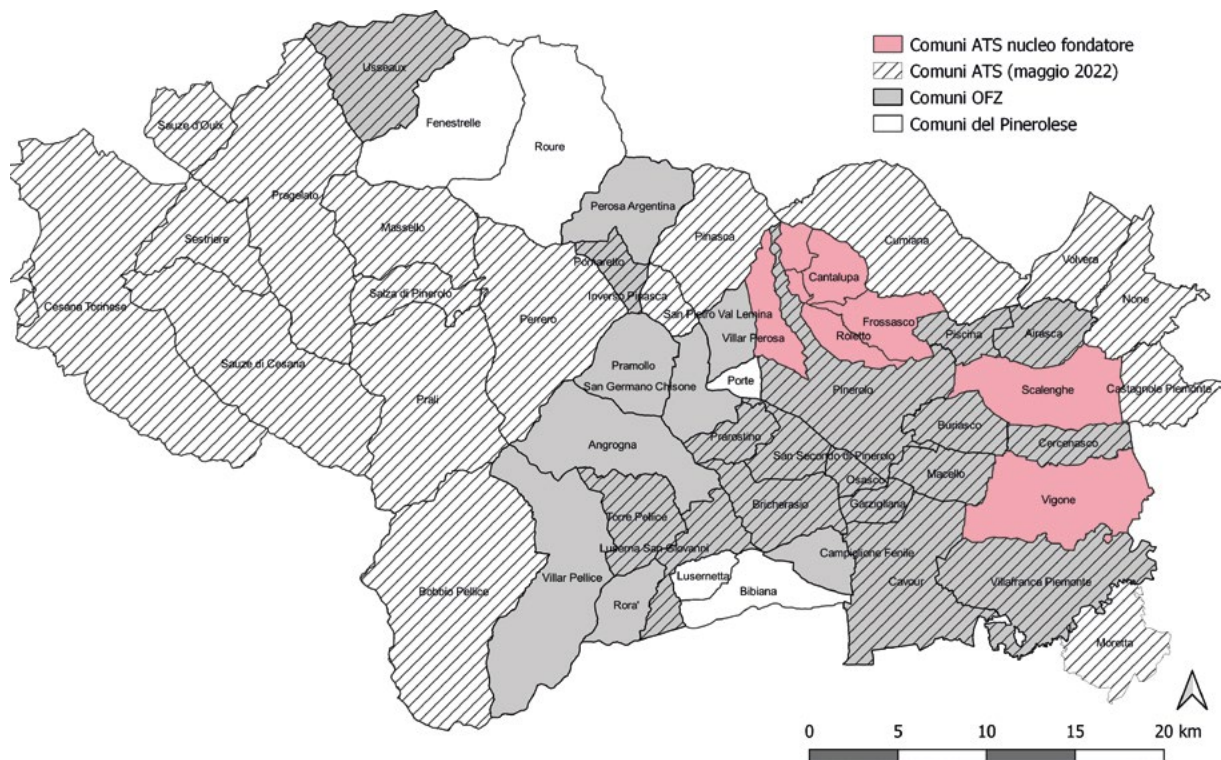 Comuni ATS nucleo fondatore
Comuni ATS (maggio 2022)
Comuni OFZ
Comuni del Pinerolese
Usseaux
Fenestrelle
Roure
Sauze d'Oulx
Pragelato
Perosa Argentina
Pinasca
Cumiana
Volvera
None
Sestriere
Massello
Pomaretto
Cantalupa
Cesana Torinese
Salza di Pinerolo
Inverso Pinasca
Perrero
San Pietro Val Lemina
Frossasco
Villar Perosa
Roletto
Piscina
Airasca
Sauze di Cesana
Pramollo
San Germano Chisone
Porte
Pinerolo
Scalenghe
Castagnole Piemonte
Prali
Angrogna
Prarostino
Buriasco
Cercenasco
San Secondo di Pinerolo
Osasco
Macello
Bricherasio
Garzigliana
Vigone
Torre Pellice
Luserna San Giovanni
Campiglione Fenile
Villar Pellice
Lusernetta
Bibiana
Cavour
Villafranca Piemonte
Bobbio Pellice
Rora'
Moretta
0 5 10 15 20 km